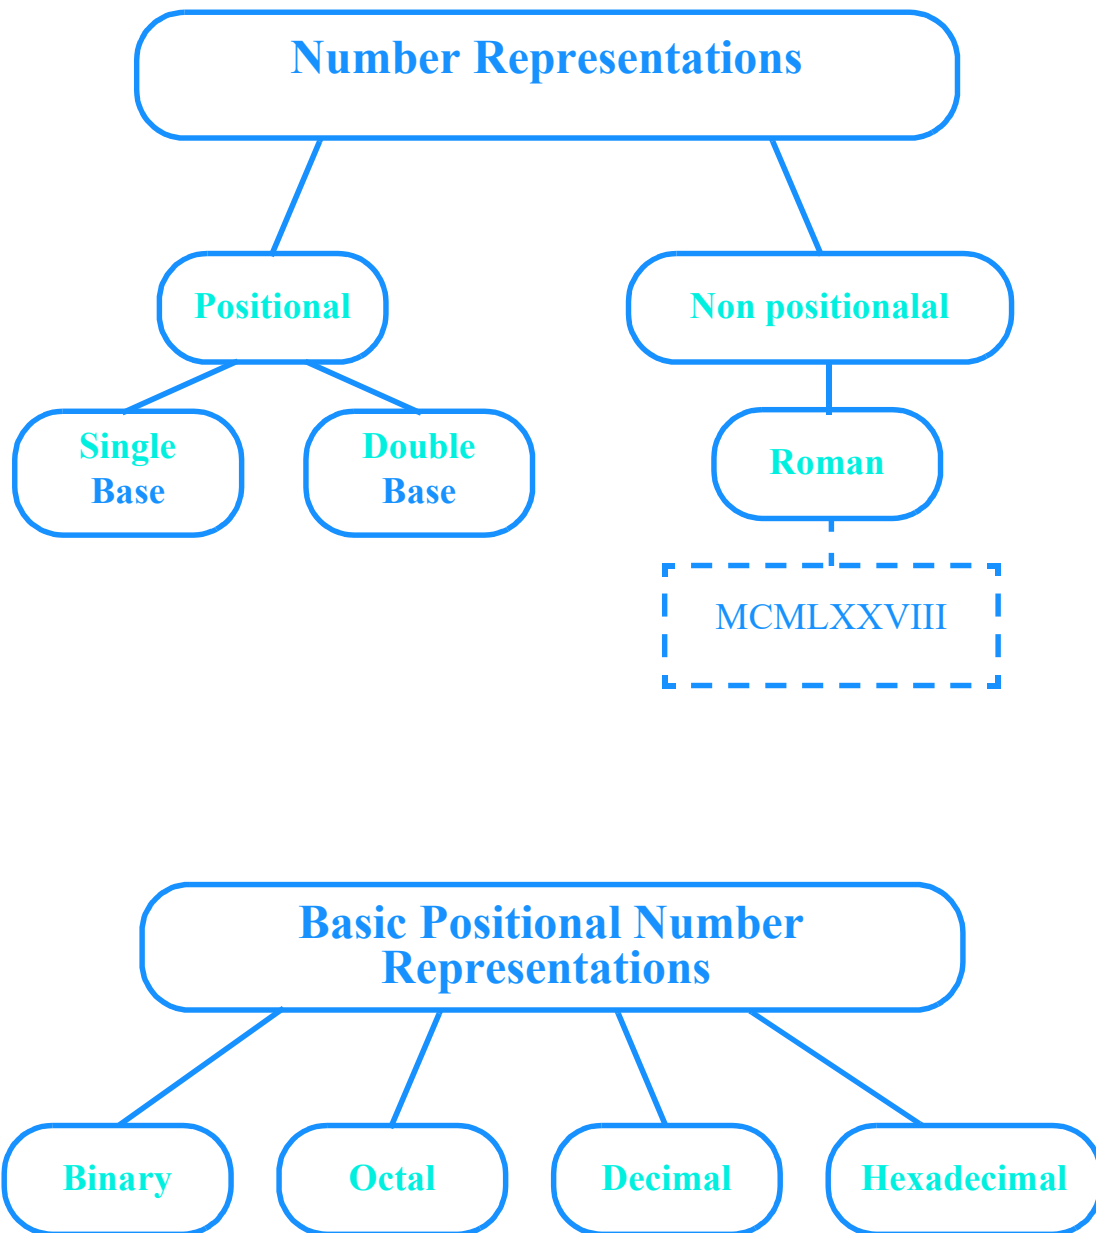 Number Representations
Positional
Non positionalal
Single
Base
Double
Base
Roman
MCMLXXVIII
Basic Positional Number
Representations
Binary
Octal
Decimal
Hexadecimal